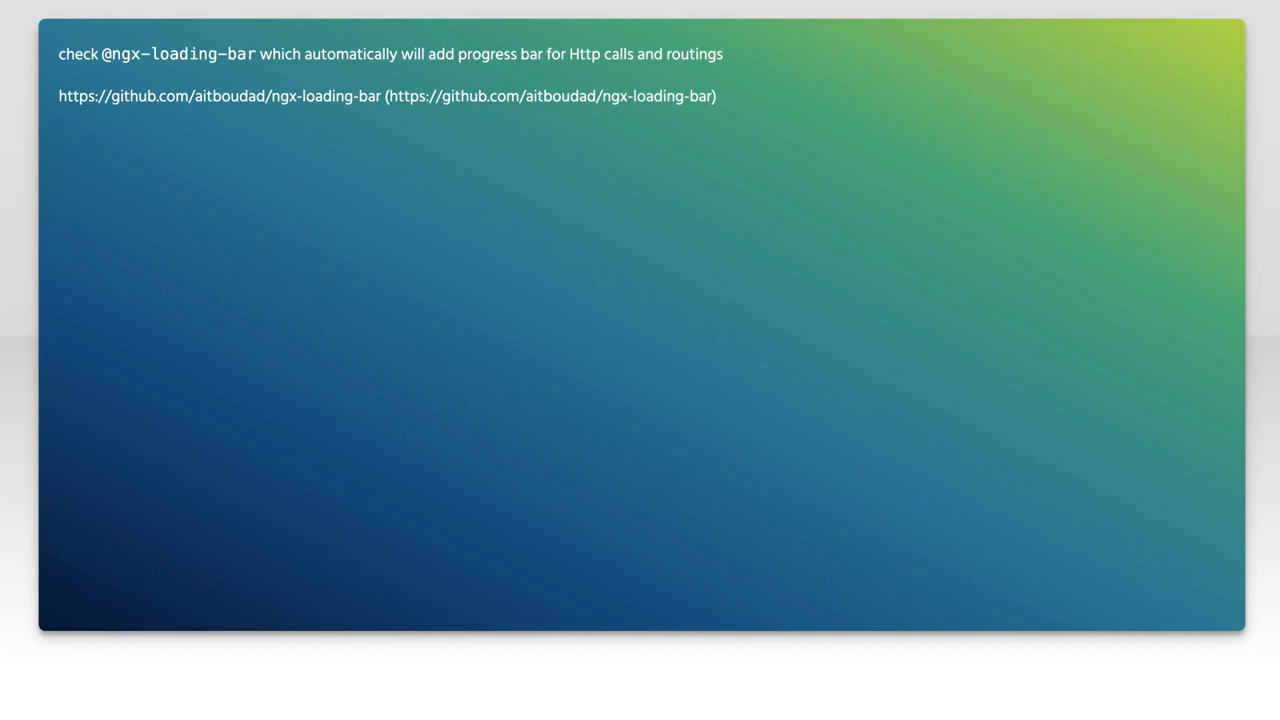 check @ngx-loading-bar which automatically will add progress bar for Http calls and routings
https://github.com/aitboudad/ngx-loading-bar (https://github.com/aitboudad/ngx-loading-bar)